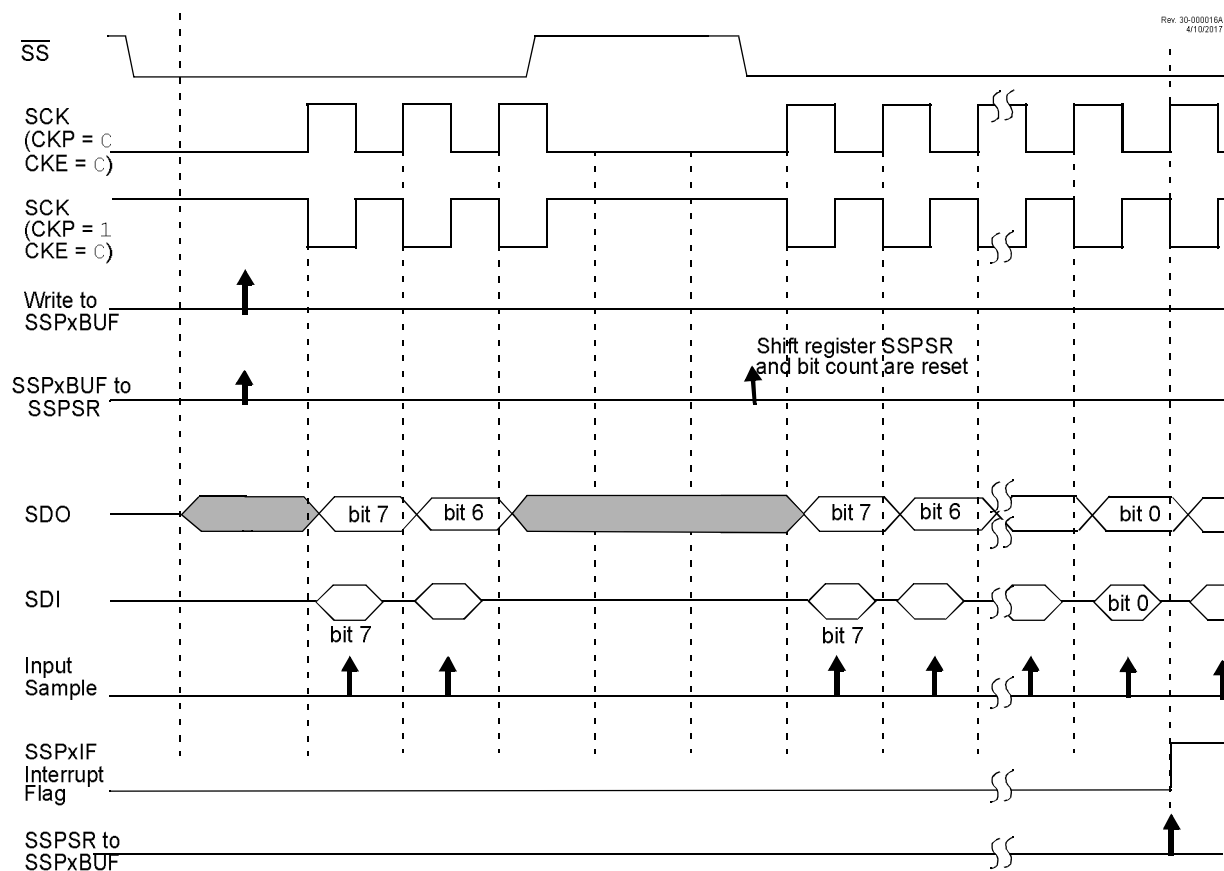 Rev. 30-000016A
4/10/2017
SS
SCK
(CKP = 0
CKE = 0)
SCK
(CKP = 1
CKE = 0)
Write to
SSPxBUF
Shift register SSPSR
and bit count are reset
SSPxBUF to
SSPSR
SDO
bit 7
bit 6
bit 7
bit 6
bit 0
SDI
bit 0
bit 7
bit 7
Input
Sample
SSPxIF
Interrupt
Flag
SSPSR to
SSPxBUF